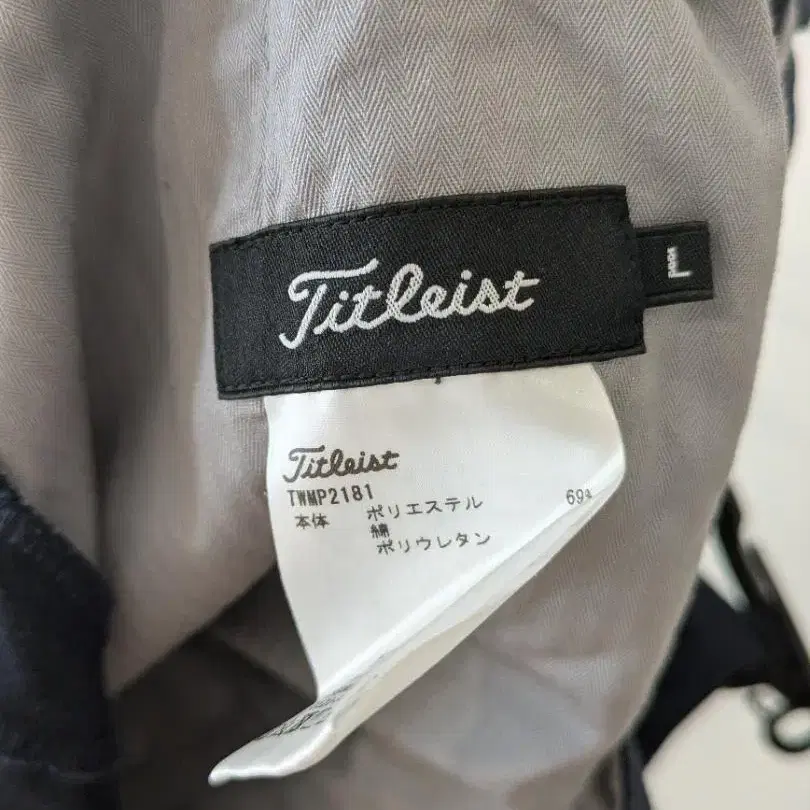 Titleist
L
Titleist
TWMP2181
本体 ポリエステル 69%
綿
ポリウレタン